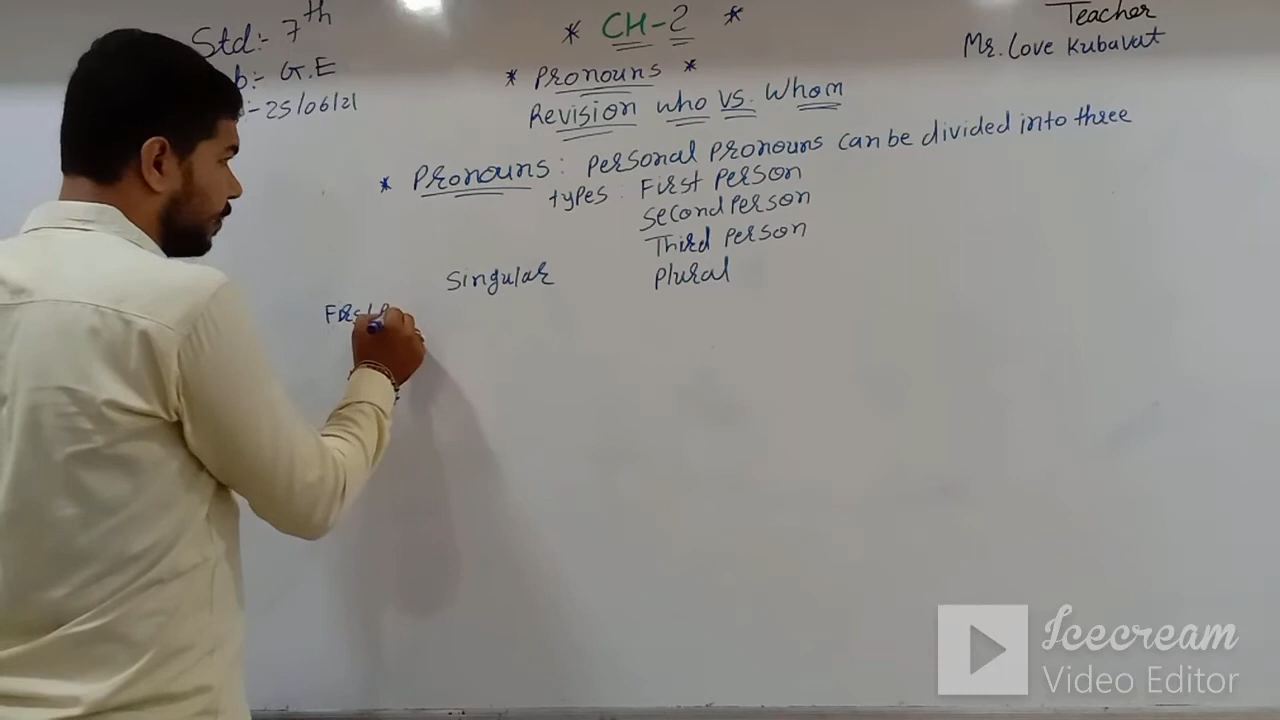 Std:- 7th
* CH-2 *
Teacher
Mr. Love Kubavat
b:- G.E
* Pronouns *
-25/06/21
Revision who vs. Whom
* Pronouns : Personal Pronouns can be divided into three
types : First Person
Second Person
Third Person
Singular Plural
First P
Icecream
Video Editor